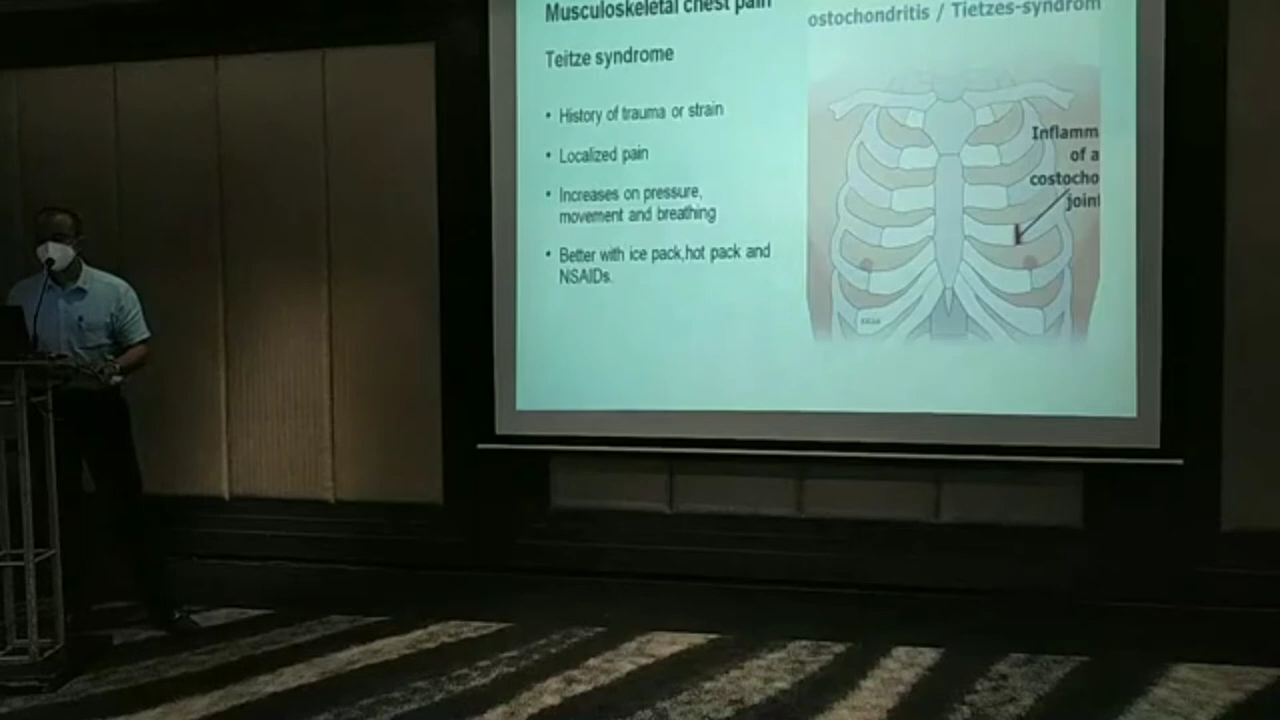 Musculoskeletal chest pain
Teitze syndrome
• History of trauma or strain
• Localized pain
• Increases on pressure,
movement and breathing
• Better with ice pack,hot pack and
NSAIDs.
ostochondritis / Tietzes-syndrom
Inflamm
of a
costocho
joint